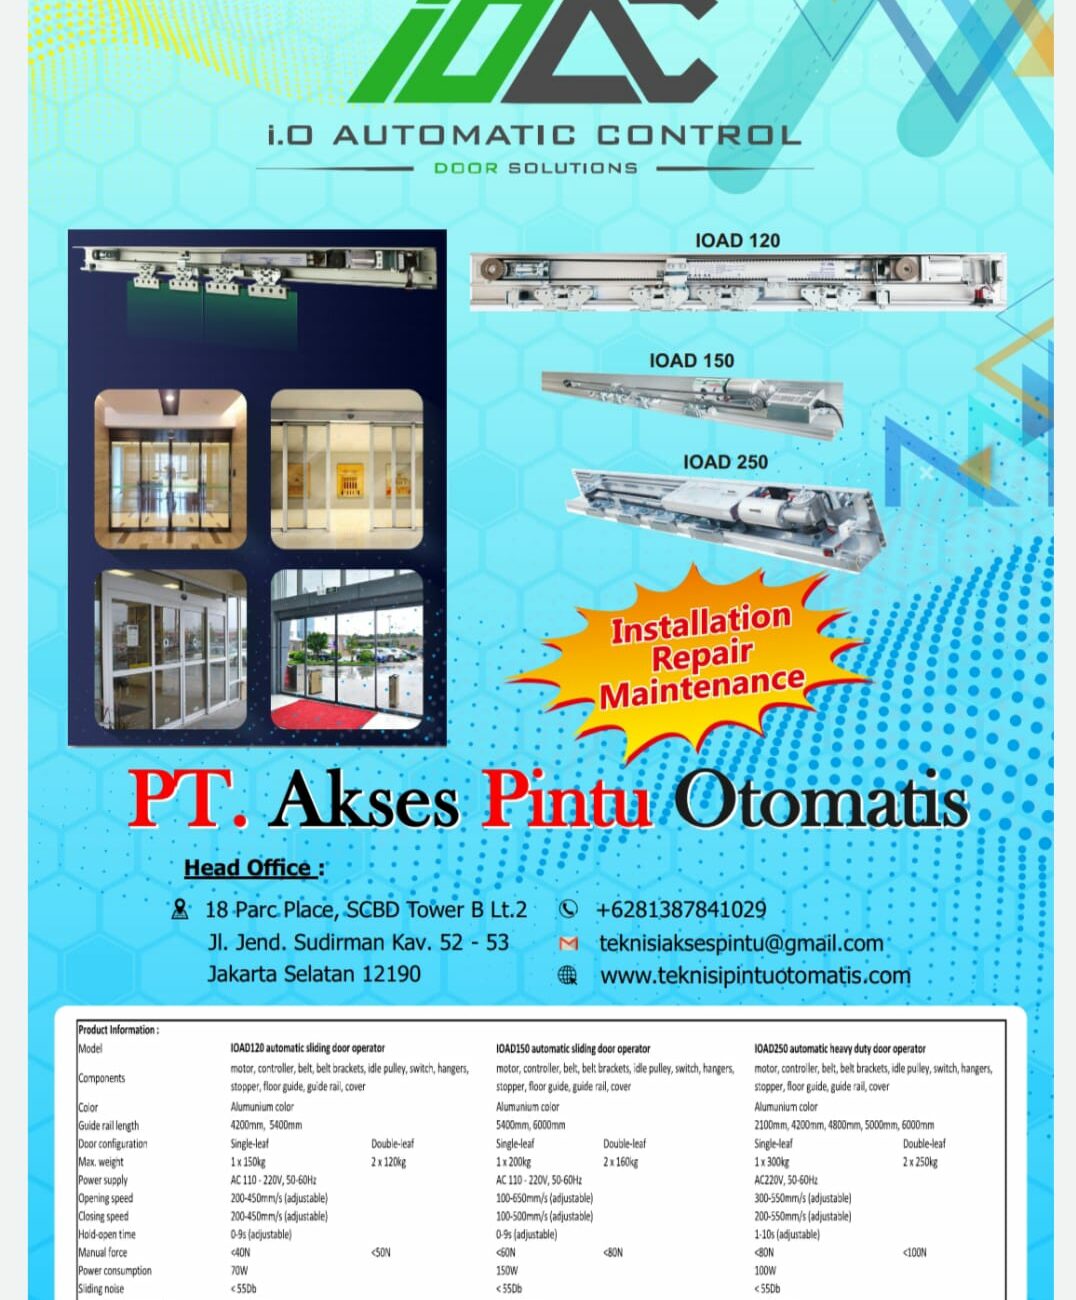 iOAC
i.O AUTOMATIC CONTROL
DOOR SOLUTIONS
IOAD 120
IOAD 150
IOAD 250
Installation
Repair
Maintenance
PT. Akses Pintu Otomatis
Head Office :
18 Parc Place, SCBD Tower B Lt.2
Jl. Jend. Sudirman Kav. 52 - 53
Jakarta Selatan 12190
+6281387841029
teknisiaksespintu@gmail.com
www.teknisipintuotomatis.com
Product Information :
Model IOAD120 automatic sliding door operator IOAD150 automatic sliding door operator IOAD250 automatic heavy duty door operator
Components motor, controller, belt, belt brackets, idle pulley, switch, hangers, stopper, floor guide, guide rail, cover motor, controller, belt, belt brackets, idle pulley, switch, hangers, stopper, floor guide, guide rail, cover motor, controller, belt, belt brackets, idle pulley, switch, hangers, stopper, floor guide, guide rail, cover
Color Alumunium color Alumunium color Alumunium color
Guide rail length 4200mm, 5400mm 5400mm, 6000mm 2100mm, 4200mm, 4800mm, 5000mm, 6000mm
Door configuration Single-leaf Double-leaf Single-leaf Double-leaf Single-leaf Double-leaf
Max. weight 1 x 150kg 2 x 120kg 1 x 200kg 2 x 160kg 1 x 300kg 2 x 250kg
Power supply AC 110 - 220V, 50-60Hz AC 110 - 220V, 50-60Hz AC220V, 50-60Hz
Opening speed 200-450mm/s (adjustable) 100-650mm/s (adjustable) 300-550mm/s (adjustable)
Closing speed 200-450mm/s (adjustable) 100-500mm/s (adjustable) 200-550mm/s (adjustable)
Hold-open time 0-9s (adjustable) 0-9s (adjustable) 1-10s (adjustable)
Manual force <40N <50N <60N <80N <80N <100N
Power consumption 70W 150W 100W
Sliding noise < 55Db < 55Db < 55Db